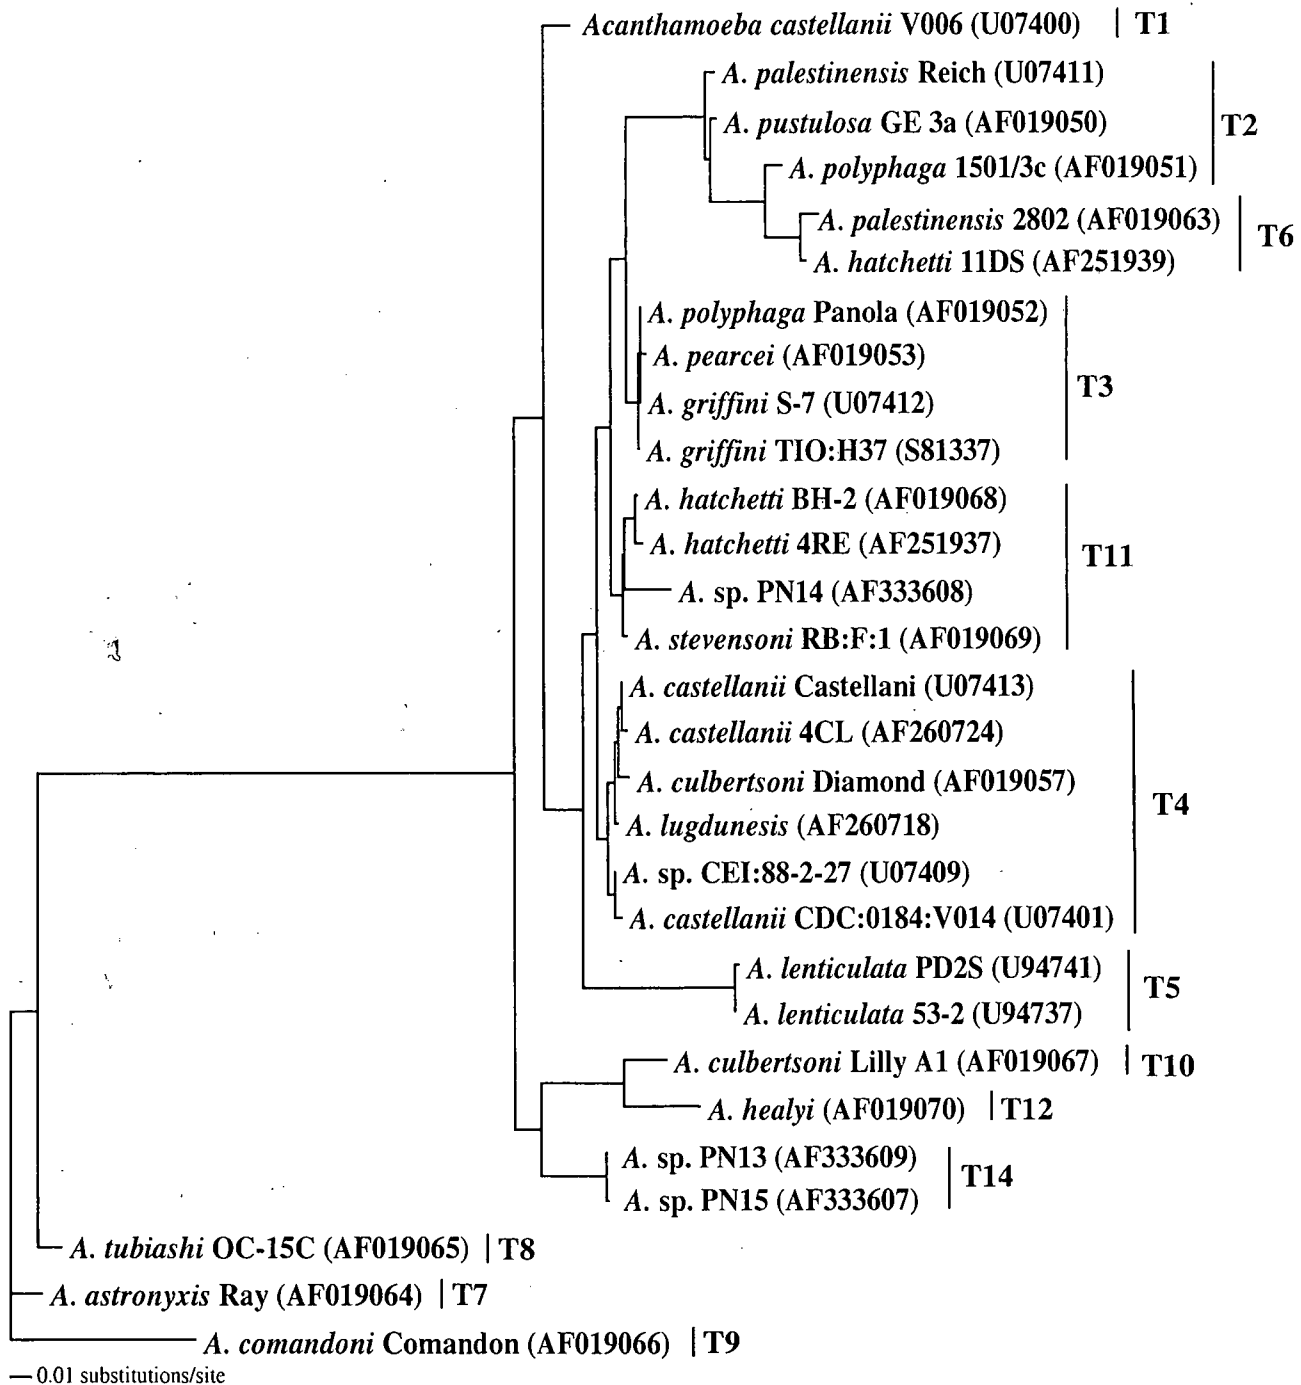 Acanthamoeba castellanii V006 (U07400) | T1
A. palestinensis Reich (U07411)
A. pustulosa GE 3a (AF019050)
T2
A. polyphaga 1501/3c (AF019051)
A. palestinensis 2802 (AF019063)
T6
A. hatchetti 11DS (AF251939)
A. polyphaga Panola (AF019052)
A. pearcei (AF019053)
T3
A. griffini S-7 (U07412)
A. griffini TIO:H37 (S81337)
A. hatchetti BH-2 (AF019068)
A. hatchetti 4RE (AF251937)
T11
A. sp. PN14 (AF333608)
A. stevensoni RB:F:1 (AF019069)
A. castellanii Castellani (U07413)
A. castellanii 4CL (AF260724)
A. culbertsoni Diamond (AF019057)
T4
A. lugdunesis (AF260718)
A. sp. CEI:88-2-27 (U07409)
A. castellanii CDC:0184:V014 (U07401)
A. lenticulata PD2S (U94741)
T5
A. lenticulata 53-2 (U94737)
A. culbertsoni Lilly A1 (AF019067) | T10
A. healyi (AF019070) | T12
A. sp. PN13 (AF333609)
T14
A. sp. PN15 (AF333607)
A. tubiashi OC-15C (AF019065) | T8
A. astronyxis Ray (AF019064) | T7
A. comandoni Comandon (AF019066) | T9
0.01 substitutions/site